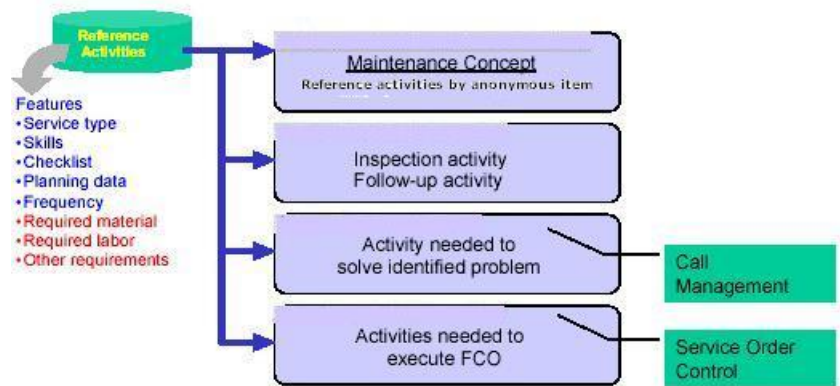 Reference
Activities
Features
•Service type
•Skills
•Checklist
•Planning data
•Frequency
•Required material
•Required labor
•Other requirements
Maintenance Concept
Reference activities by anonymous item
Inspection activity
Follow-up activity
Activity needed to
solve identified problem
Call
Management
Activities needed to
execute FCO
Service Order
Control